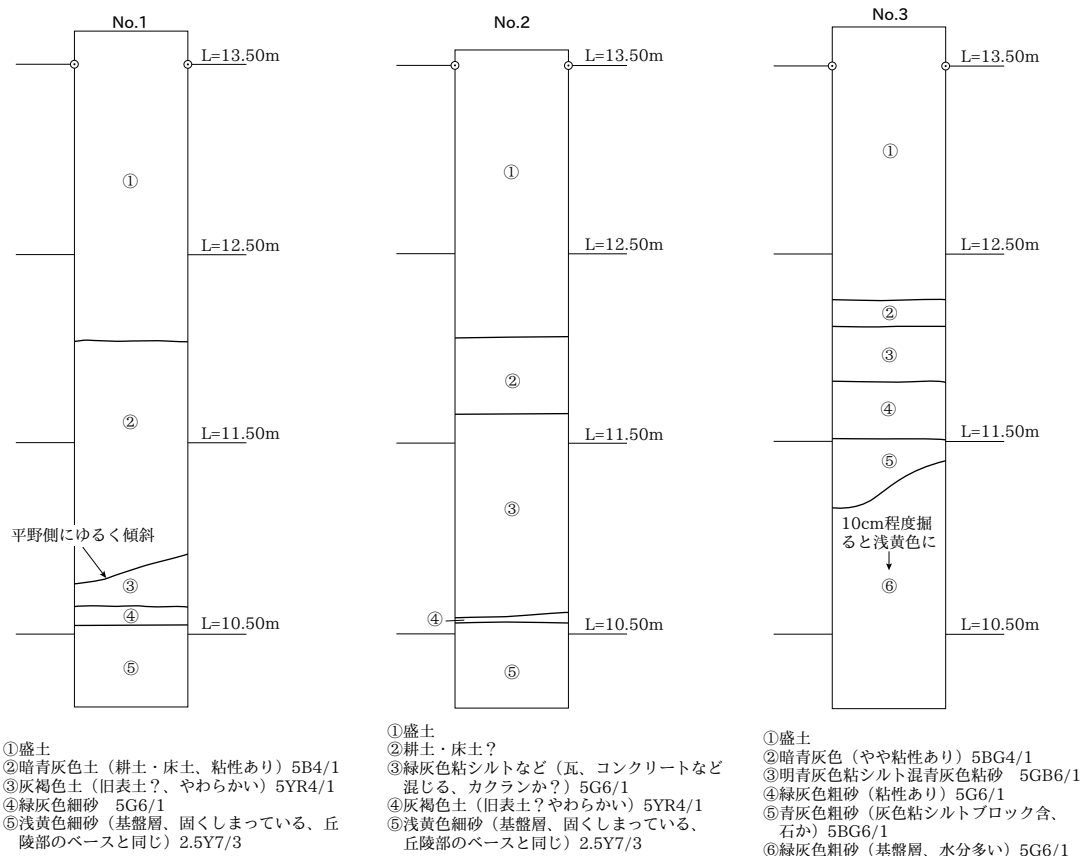 No.1
L=13.50m
①
L=12.50m
②
L=11.50m
平野側にゆるく傾斜
③
④
L=10.50m
⑤
①盛土
②暗青灰色土（耕土・床土、粘性あり）5B4/1
③灰褐色土（旧表土？、やわらかい）5YR4/1
④緑灰色細砂　5G6/1
⑤浅黄色細砂（基盤層、固くしまっている、丘
陵部のベースと同じ）2.5Y7/3
No.2
L=13.50m
①
L=12.50m
②
L=11.50m
③
④
L=10.50m
⑤
①盛土
②耕土・床土？
③緑灰色粘シルトなど（瓦、コンクリートなど
混じる、カクランか？）5G6/1
④灰褐色土（旧表土？やわらかい）5YR4/1
⑤浅黄色細砂（基盤層、固くしまっている、
丘陵部のベースと同じ）2.5Y7/3
No.3
L=13.50m
①
L=12.50m
②
③
④
L=11.50m
⑤
10cm程度掘
ると浅黄色に
⑥
L=10.50m
①盛土
②暗青灰色（やや粘性あり）5BG4/1
③明青灰色粘シルト混青灰色粘砂　5GB6/1
④緑灰色粗砂（粘性あり）5G6/1
⑤青灰色粗砂（灰色粘シルトブロック含、
石か）5BG6/1
⑥緑灰色粗砂（基盤層、水分多い）5G6/1